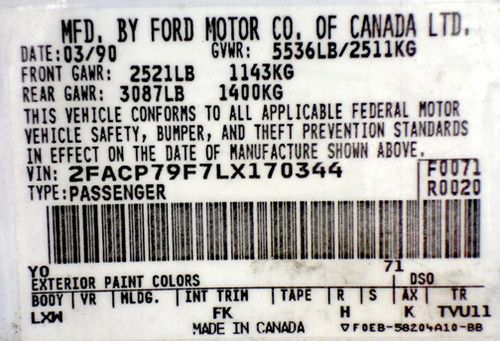 MFD. BY FORD MOTOR CO. OF CANADA LTD.
DATE: 03/90 GVWR: 5536LB/2511KG
FRONT GAWR: 2521LB 1143KG
REAR GAWR: 3087LB 1400KG
THIS VEHICLE CONFORMS TO ALL APPLICABLE FEDERAL MOTOR
VEHICLE SAFETY, BUMPER, AND THEFT PREVENTION STANDARDS
IN EFFECT ON THE DATE OF MANUFACTURE SHOWN ABOVE.
VIN: 2FACP79F7LX170344 F0071
TYPE: PASSENGER R0020
YO 71
EXTERIOR PAINT COLORS DSO
BODY VR MLDG. INT TRIM TAPE R S AX TR
LXW FK H K TVU11
MADE IN CANADA ▽F0EB-58204A10-BB